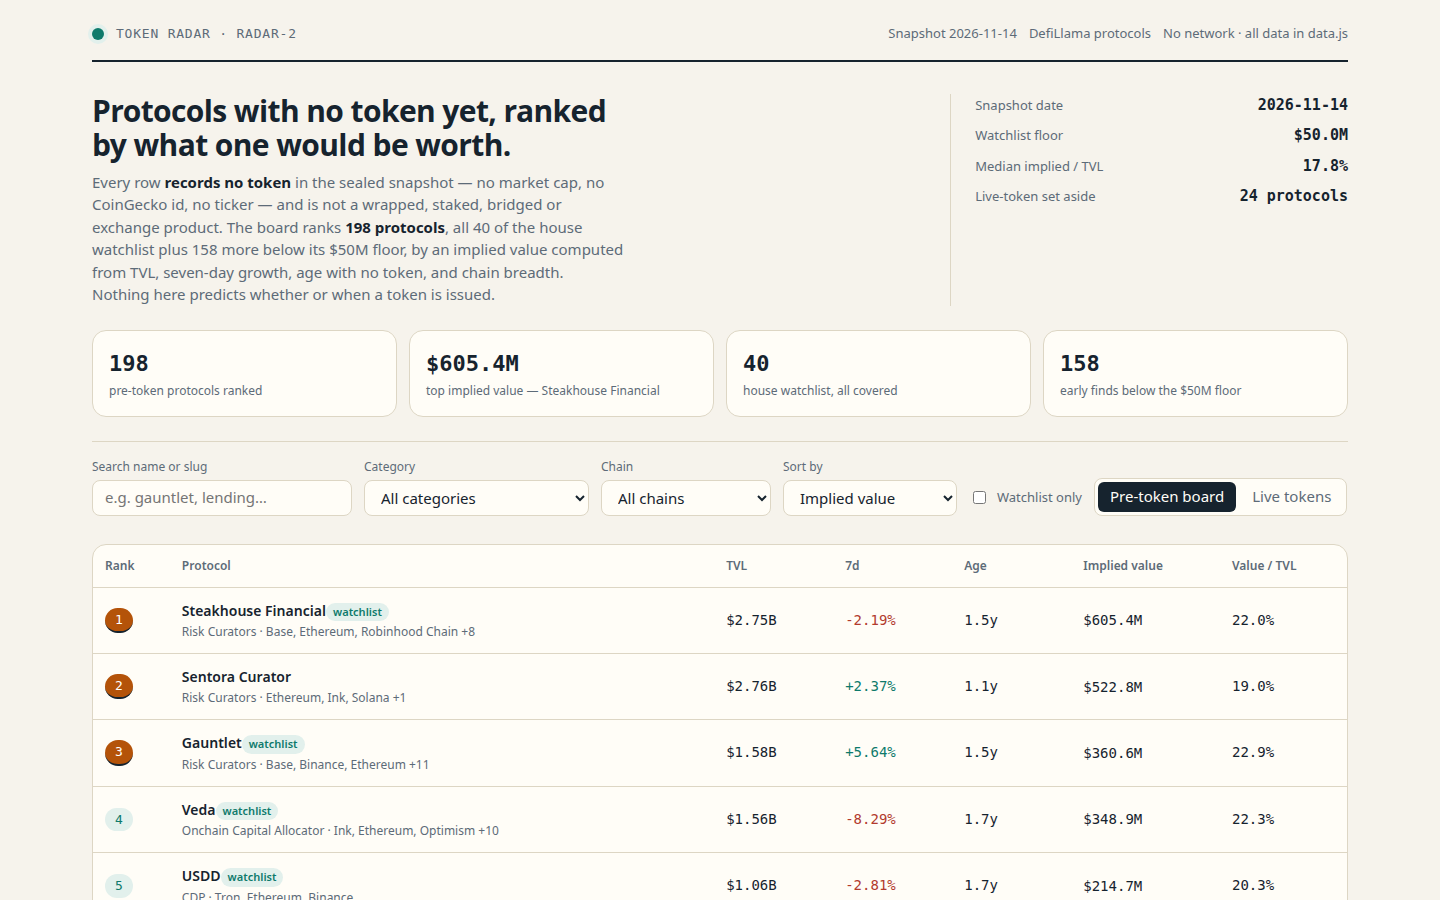 TOKEN RADAR · RADAR-2
Snapshot 2026-11-14 DefiLlama protocols No network · all data in data.js
Protocols with no token yet, ranked
by what one would be worth.
Every row records no token in the sealed snapshot — no market cap, no
CoinGecko id, no ticker — and is not a wrapped, staked, bridged or
exchange product. The board ranks 198 protocols, all 40 of the house
watchlist plus 158 more below its $50M floor, by an implied value computed
from TVL, seven-day growth, age with no token, and chain breadth.
Nothing here predicts whether or when a token is issued.
Snapshot date 2026-11-14
Watchlist floor $50.0M
Median implied / TVL 17.8%
Live-token set aside 24 protocols
198
pre-token protocols ranked
$605.4M
top implied value — Steakhouse Financial
40
house watchlist, all covered
158
early finds below the $50M floor
Search name or slug Category Chain Sort by
e.g. gauntlet, lending... All categories All chains Implied value Watchlist only Pre-token board Live tokens
Rank Protocol TVL 7d Age Implied value Value / TVL
1 Steakhouse Financial watchlist $2.75B -2.19% 1.5y $605.4M 22.0%
Risk Curators · Base, Ethereum, Robinhood Chain +8
2 Sentora Curator $2.76B +2.37% 1.1y $522.8M 19.0%
Risk Curators · Ethereum, Ink, Solana +1
3 Gauntlet watchlist $1.58B +5.64% 1.5y $360.6M 22.9%
Risk Curators · Base, Binance, Ethereum +11
4 Veda watchlist $1.56B -8.29% 1.7y $348.9M 22.3%
Onchain Capital Allocator · Ink, Ethereum, Optimism +10
5 USDD watchlist $1.06B -2.81% 1.7y $214.7M 20.3%
CDP · Tron, Ethereum, Binance